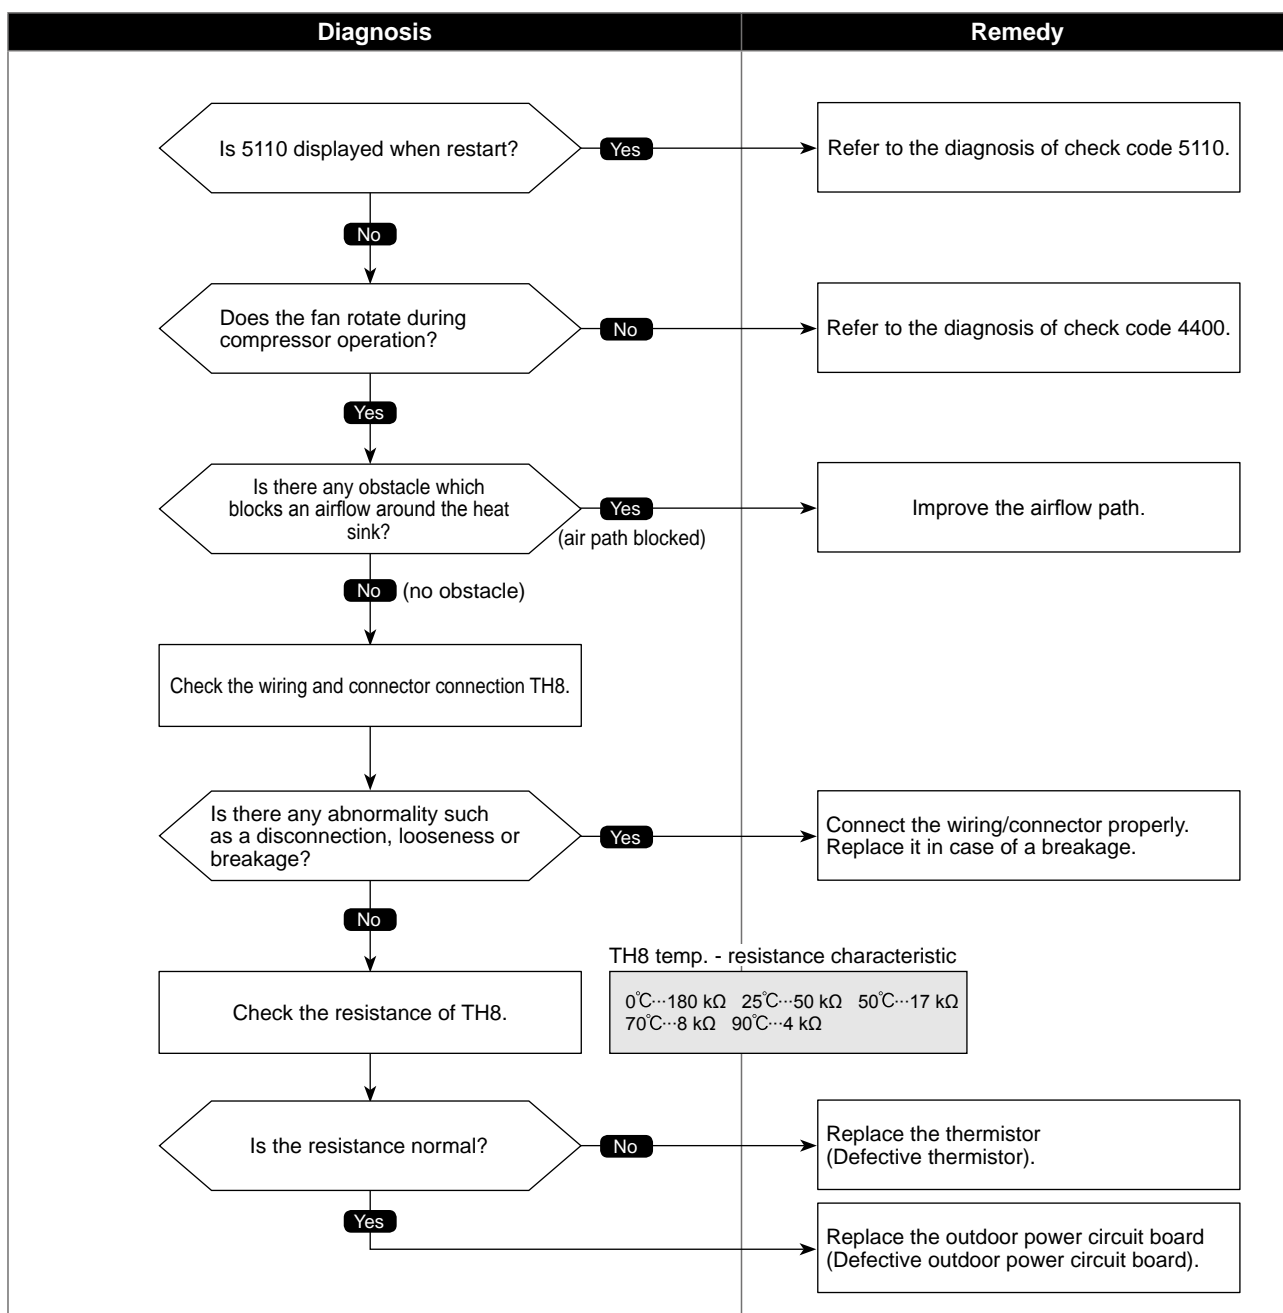 Diagnosis
Remedy
Is 5110 displayed when restart?
Yes
Refer to the diagnosis of check code 5110.
No
Does the fan rotate during
compressor operation?
No
Refer to the diagnosis of check code 4400.
Yes
Is there any obstacle which
blocks an airflow around the heat
sink?
Yes
(air path blocked)
Improve the airflow path.
No (no obstacle)
Check the wiring and connector connection TH8.
Is there any abnormality such
as a disconnection, looseness or
breakage?
Yes
Connect the wiring/connector properly.
Replace it in case of a breakage.
No
TH8 temp. - resistance characteristic
0℃···180 kΩ 25℃···50 kΩ 50℃···17 kΩ
70℃···8 kΩ 90℃···4 kΩ
Check the resistance of TH8.
Is the resistance normal?
No
Replace the thermistor
(Defective thermistor).
Yes
Replace the outdoor power circuit board
(Defective outdoor power circuit board).